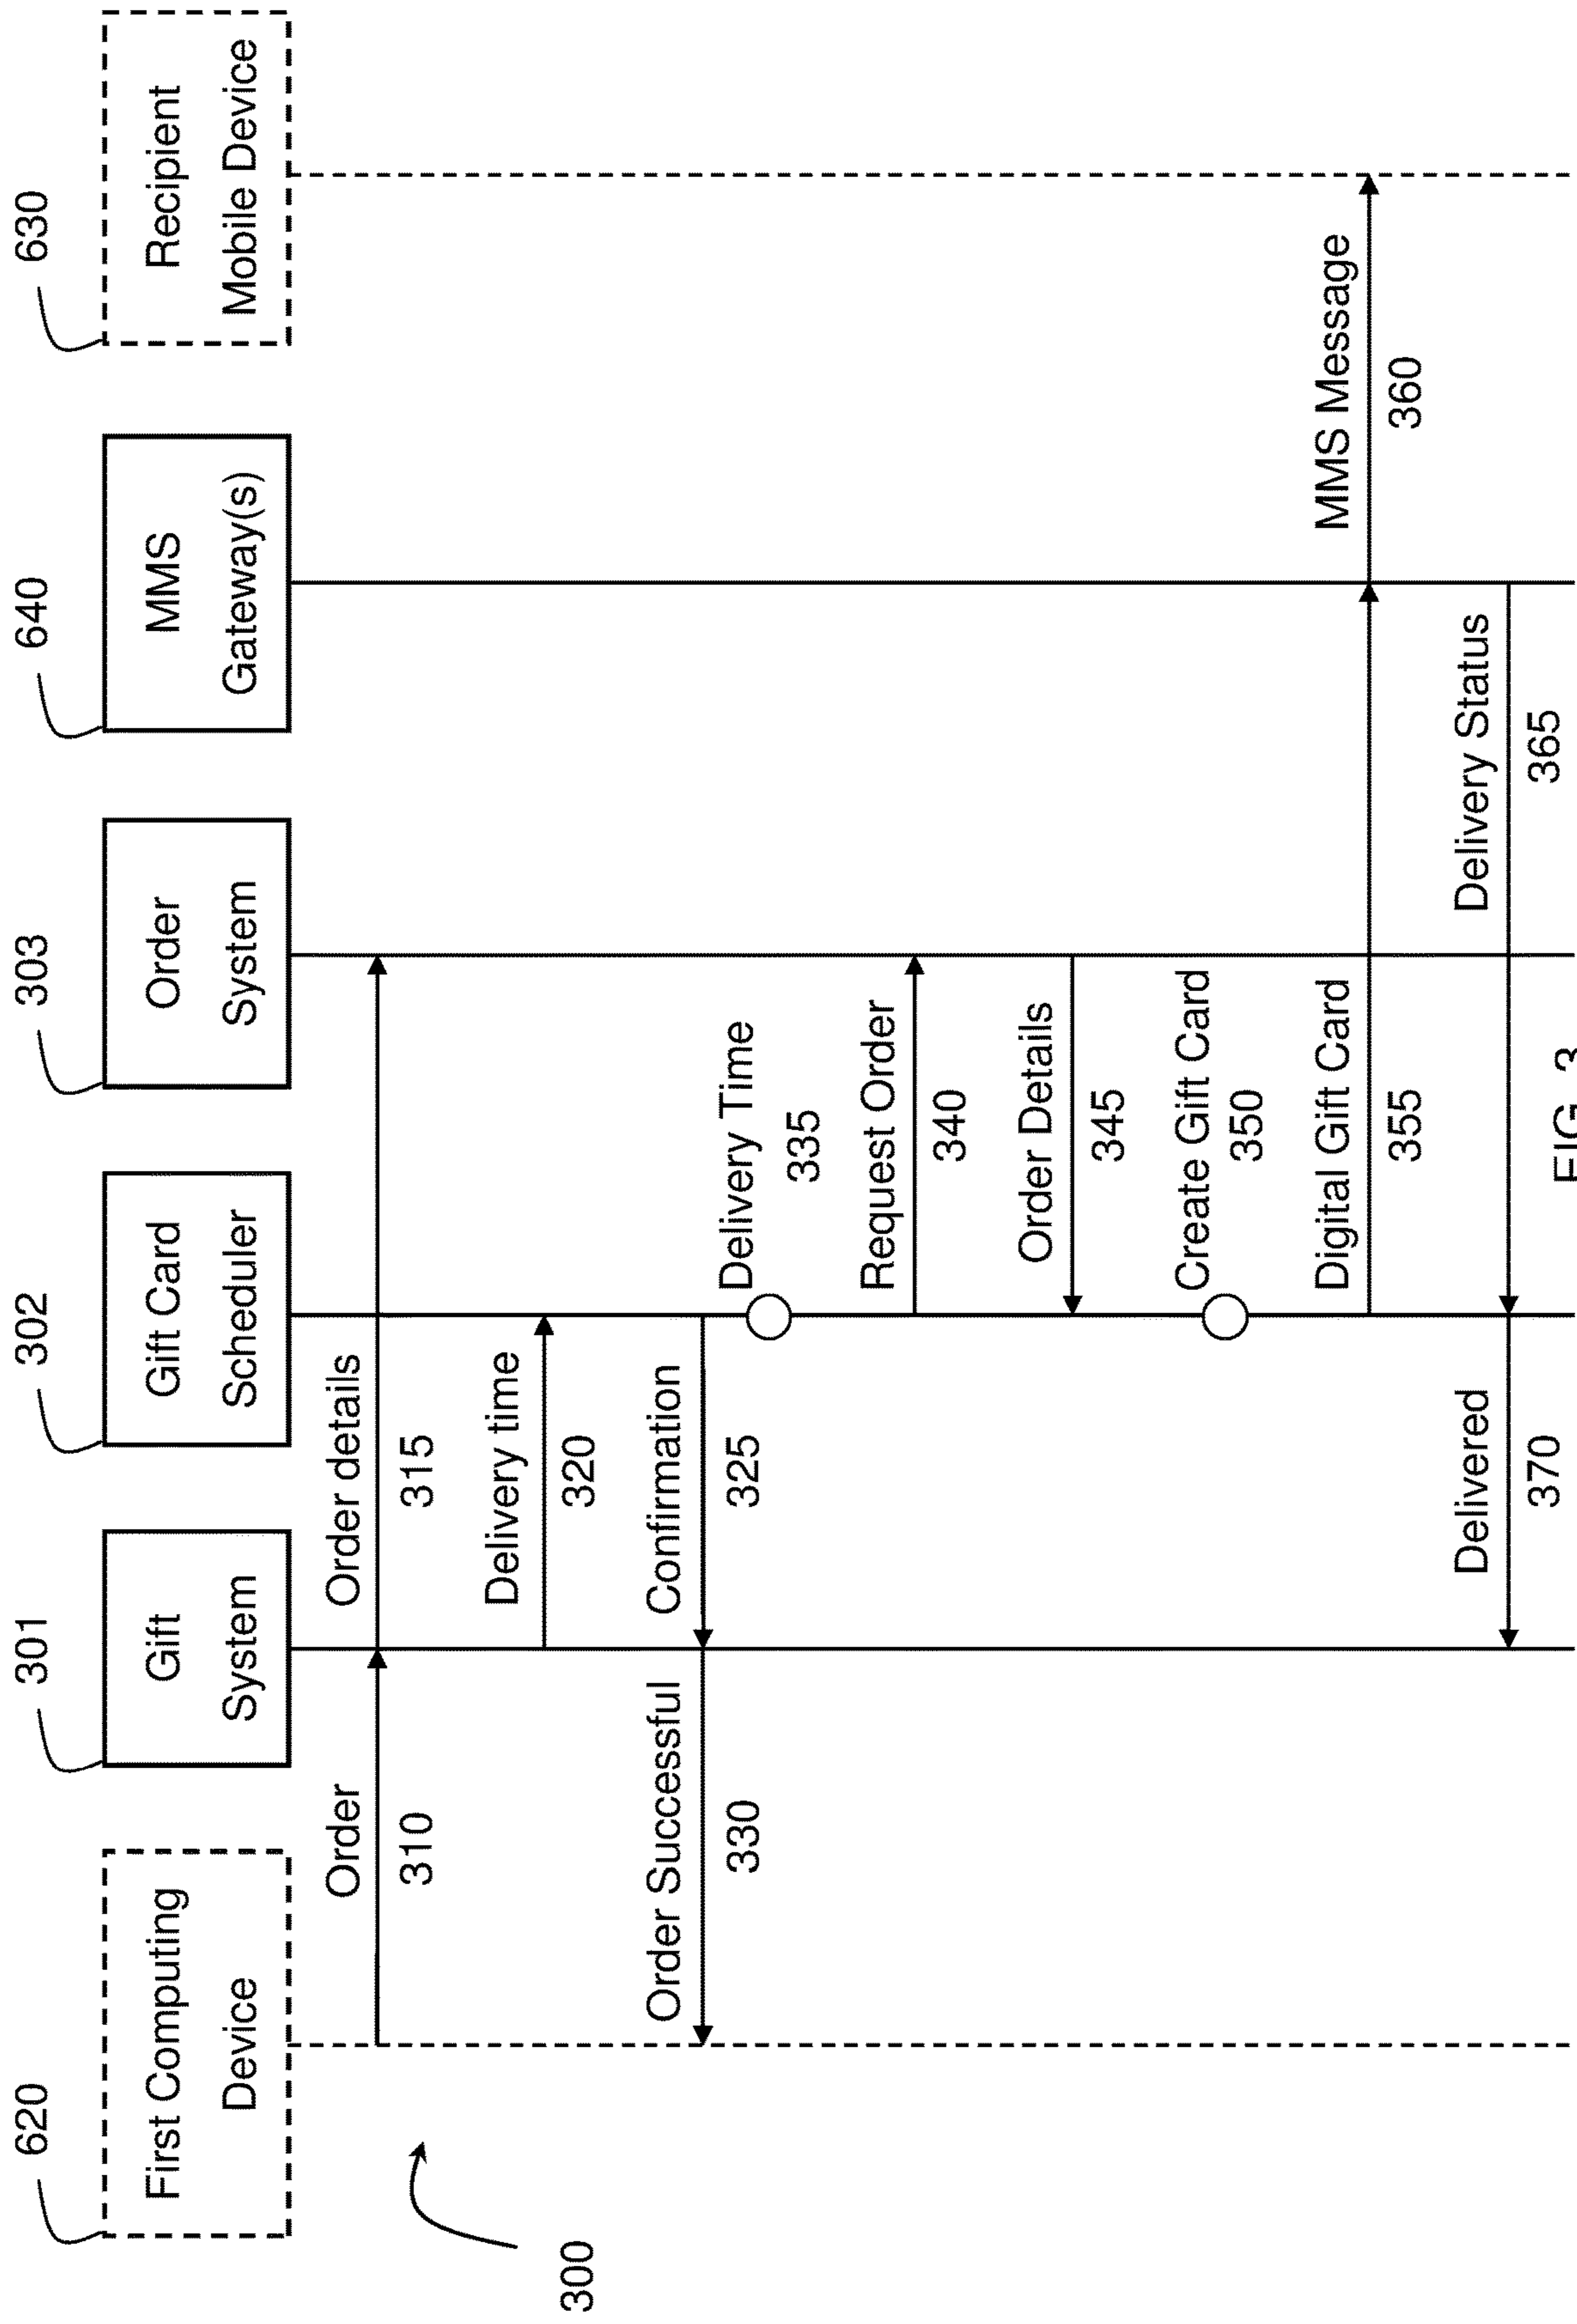 620
301
302
303
640
630
First Computing
Device
Gift
System
Gift Card
Scheduler
Order
System
MMS
Gateway(s)
Recipient
Mobile Device
Order
310
Order details
315
Delivery time
320
Order Successful
330
Confirmation
325
300
Delivery Time
335
Request Order
340
Order Details
345
Create Gift Card
350
Digital Gift Card
355
MMS Message
360
Delivered
370
Delivery Status
365
FIG. 3